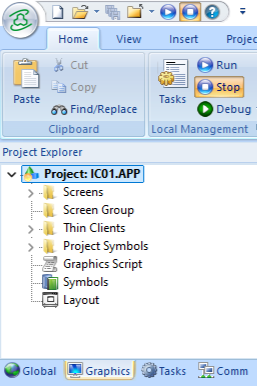 Home View Insert Projec
Paste
Cut
Copy
Find/Replace
Clipboard
Tasks
Run
Stop
Debug
Local Management
Project Explorer
Project: IC01.APP
Screens
Screen Group
Thin Clients
Project Symbols
Graphics Script
Symbols
Layout
Global Graphics Tasks Comm